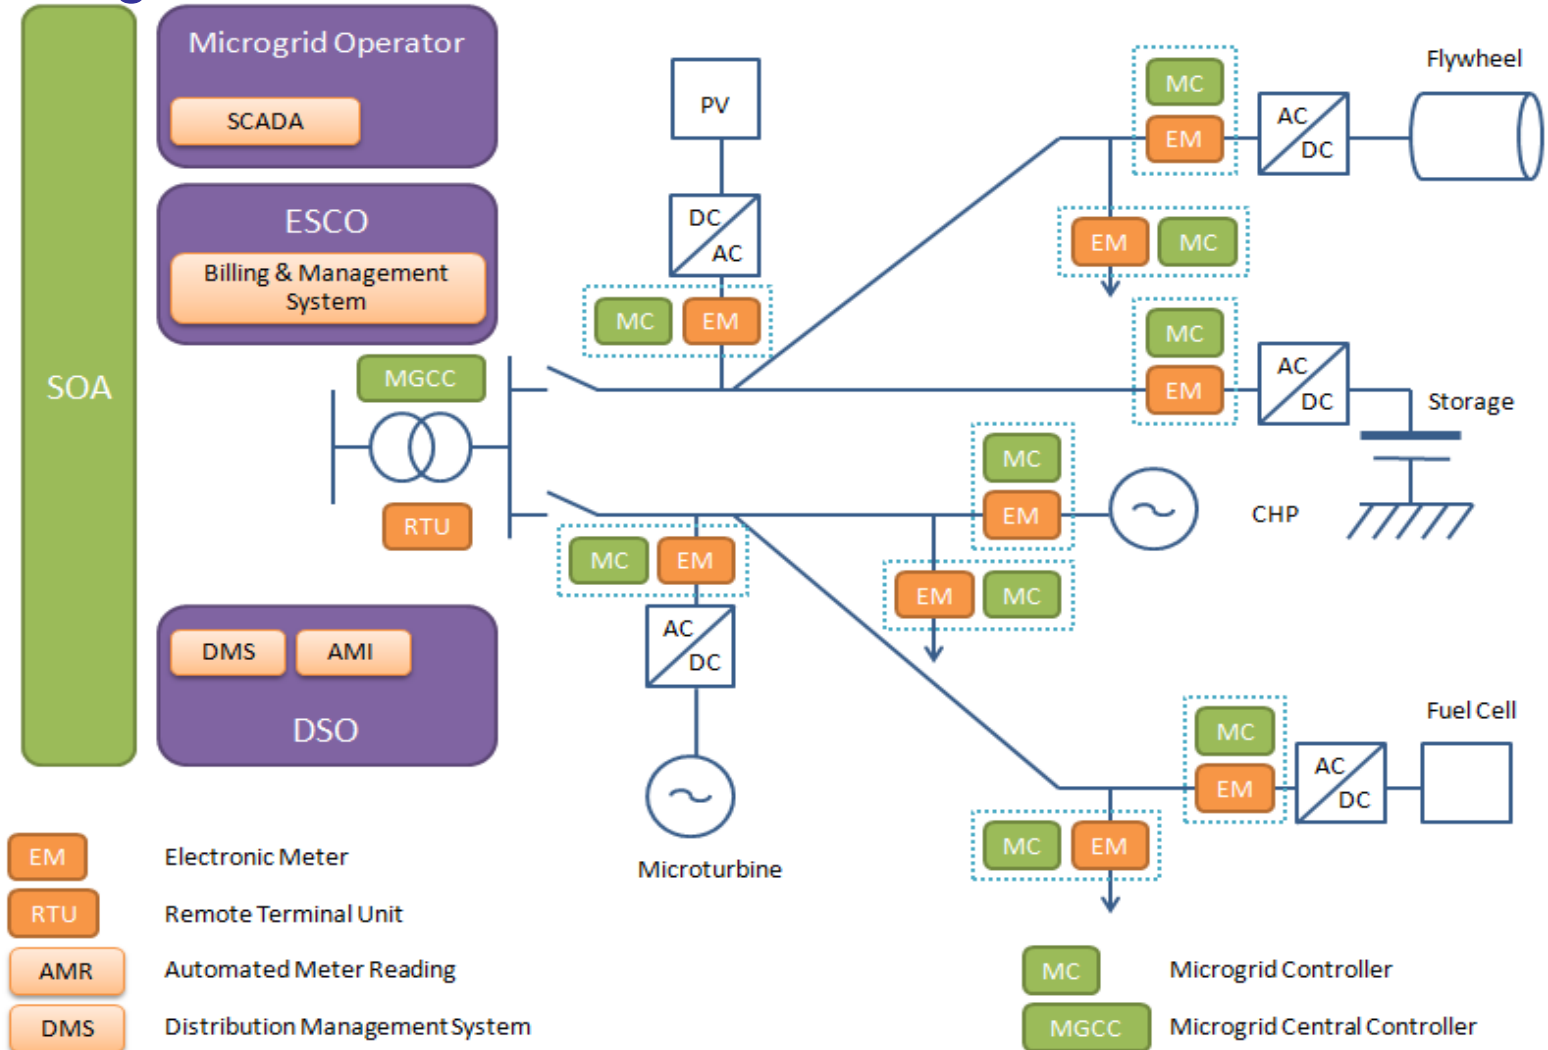 Microgrid Operator
SCADA
ESCO
Billing & Management
System
SOA
MGCC
RTU
DMS
AMI
DSO
PV
DC
AC
MC
EM
MC
EM
AC
DC
Flywheel
EM
MC
MC
EM
AC
DC
Storage
MC
EM
CHP
MC
EM
EM
MC
AC
DC
Microturbine
MC
EM
AC
DC
Fuel Cell
MC
EM
EM Electronic Meter
RTU Remote Terminal Unit
AMR Automated Meter Reading
DMS Distribution Management System
MC Microgrid Controller
MGCC Microgrid Central Controller